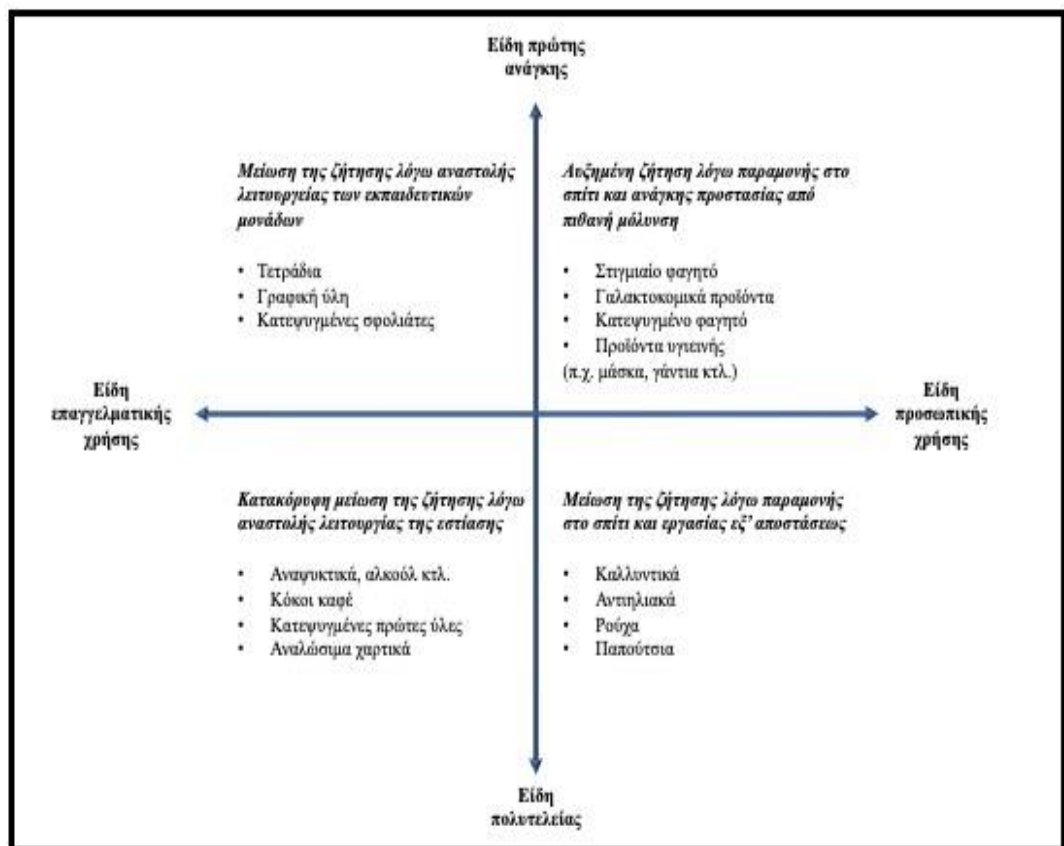 Είδη πρώτης
ανάγκης
Μείωση της ζήτησης λόγω αναστολής
λειτουργείας των εκπαιδευτικών
μονάδων
• Τετράδια
• Γραφική ύλη
• Κατεψυγμένες σφολιάτες
Αυξημένη ζήτηση λόγω παραμονής στο
σπίτι και ανάγκης προστασίας από
πιθανή μόλυνση
• Στιγμιαίο φαγητό
• Γαλακτοκομικά προϊόντα
• Κατεψυγμένο φαγητό
• Προϊόντα υγιεινής
(π.χ. μάσκα, γάντια κτλ.)
Είδη
επαγγελματικής
χρήσης
Είδη
προσωπικής
χρήσης
Κατακόρυφη μείωση της ζήτησης λόγω
αναστολής λειτουργίας της εστίασης
• Αναψυκτικά, αλκοόλ κτλ.
• Κόκοι καφέ
• Κατεψυγμένες πρώτες ύλες
• Αναλώσιμα χαρτικά
Μείωση της ζήτησης λόγω παραμονής
στο σπίτι και εργασίας εξ’ αποστάσεως
• Καλλυντικά
• Αντιηλιακά
• Ρούχα
• Παπούτσια
Είδη
πολυτελείας